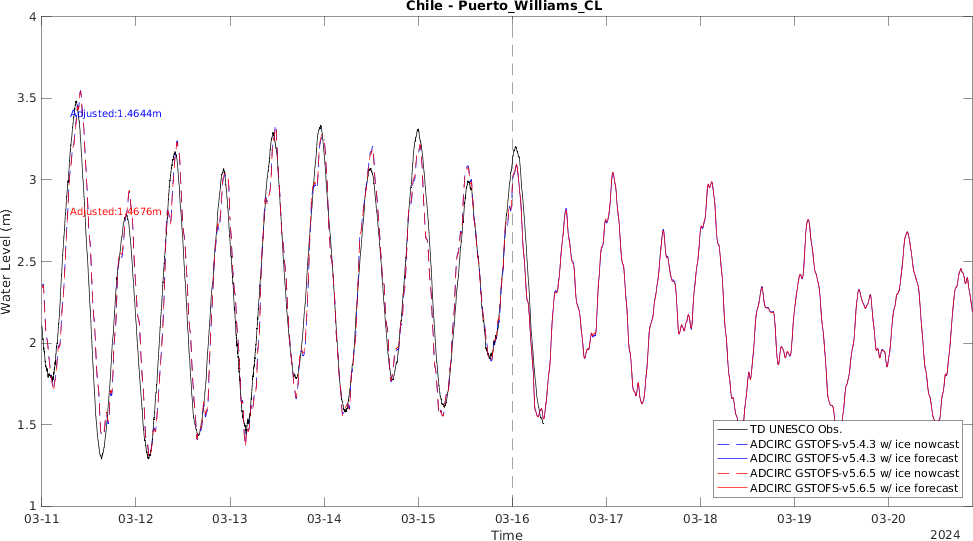 Chile - Puerto_Williams_CL
4
3.5
3
2.5
2
1.5
1
Water Level (m)
Adjusted:1.4644m
Adjusted:1.4676m
TD UNESCO Obs.
ADCIRC GSTOFS-v5.4.3 w/ ice nowcast
ADCIRC GSTOFS-v5.4.3 w/ ice forecast
ADCIRC GSTOFS-v5.6.5 w/ ice nowcast
ADCIRC GSTOFS-v5.6.5 w/ ice forecast
03-11 03-12 03-13 03-14 03-15 03-16 03-17 03-18 03-19 03-20
Time
2024